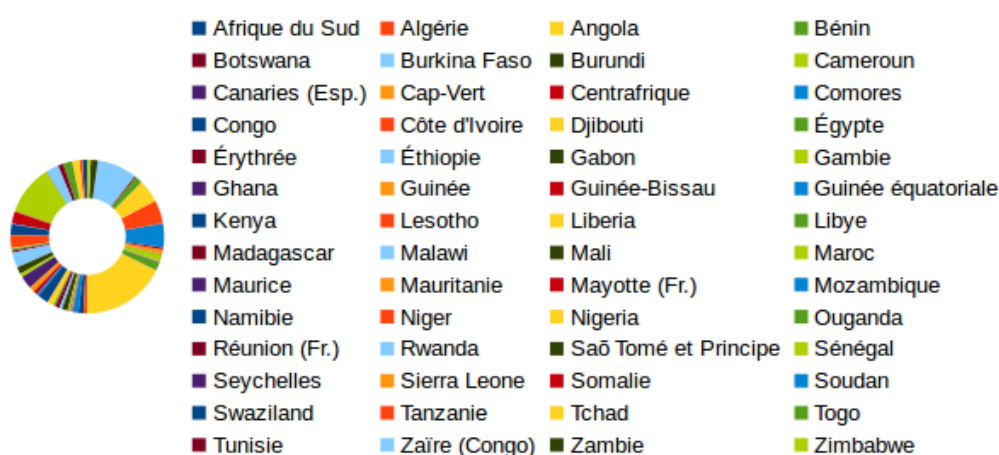 Afrique du Sud Algérie Angola Bénin
Botswana Burkina Faso Burundi Cameroun
Canaries (Esp.) Cap-Vert Centrafrique Comores
Congo Côte d'Ivoire Djibouti Égypte
Érythrée Éthiopie Gabon Gambie
Ghana Guinée Guinée-Bissau Guinée équatoriale
Kenya Lesotho Liberia Libye
Madagascar Malawi Mali Maroc
Maurice Mauritanie Mayotte (Fr.) Mozambique
Namibie Niger Nigeria Ouganda
Réunion (Fr.) Rwanda Saõ Tomé et Principe Sénégal
Seychelles Sierra Leone Somalie Soudan
Swaziland Tanzanie Tchad Togo
Tunisie Zaïre (Congo) Zambie Zimbabwe